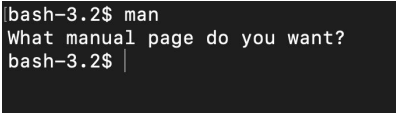 bash-3.2$ man
What manual page do you want?
bash-3.2$